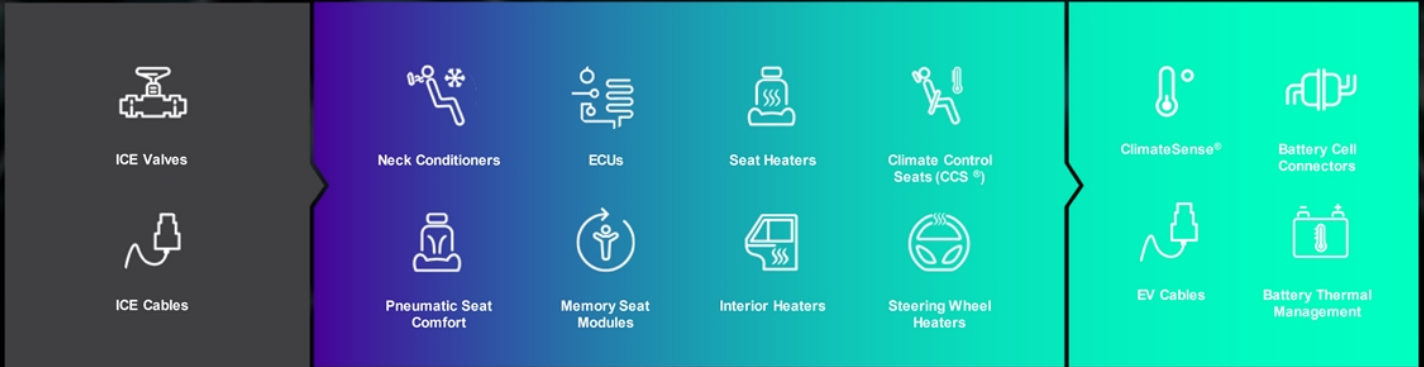 ICE Valves
ICE Cables
Neck Conditioners
ECUs
Seat Heaters
Climate Control
Seats (CCS ®)
Pneumatic Seat
Comfort
Memory Seat
Modules
Interior Heaters
Steering Wheel
Heaters
ClimateSense®
Battery Cell
Connectors
EV Cables
Battery Thermal
Management